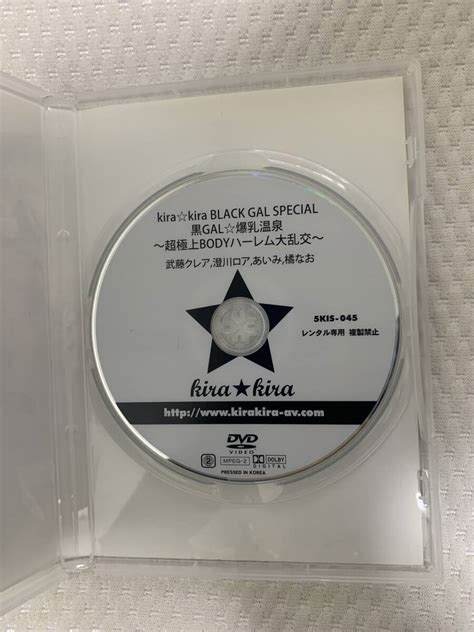 kira☆kira BLACK GAL SPECIAL
黒GAL☆爆乳温泉
～超極上BODYハーレム大乱交～
武藤クレア,澄川ロア,あいみ,橘なお
5KIS-045
レンタル専用 複製禁止
kira★kira
http://www.kirakira-av.com
DVD
VIDEO
2 MPEG-2 DOLBY
DIGITAL
PRESSED IN KOREA